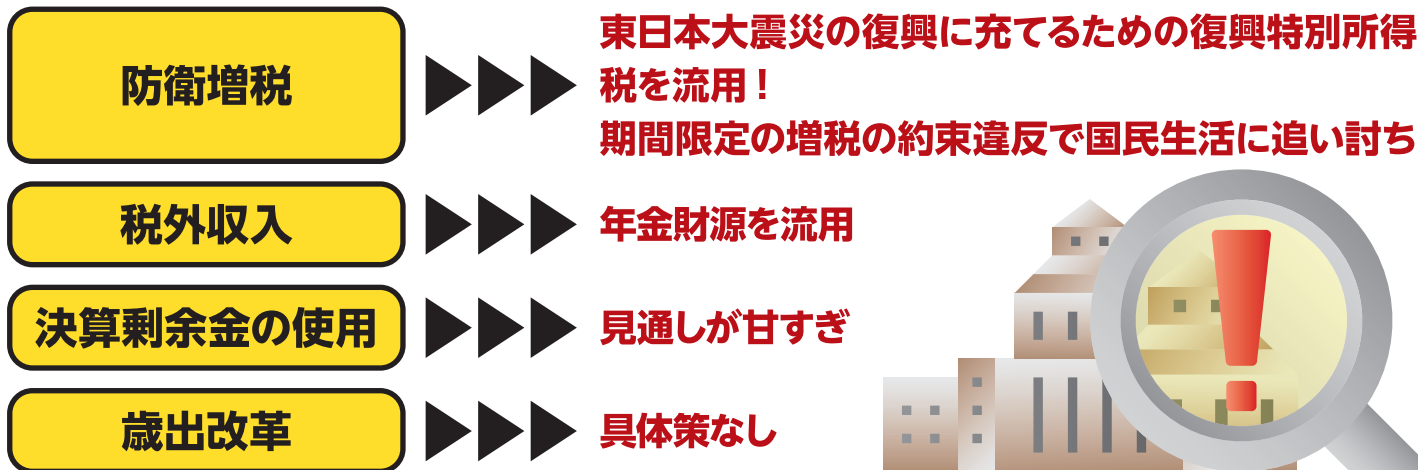 防衛増税
東日本大震災の復興に充てるための復興特別所得
税を流用！
期間限定の増税の約束違反で国民生活に追い討ち
税外収入
年金財源を流用
決算剰余金の使用
見通しが甘すぎ
歳出改革
具体策なし